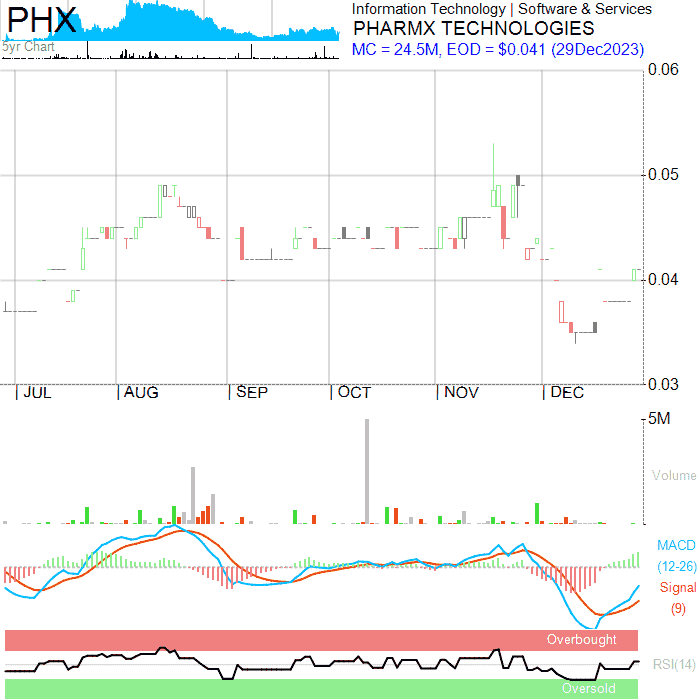 PHX
5yr Chart
Information Technology | Software & Services
PHARMX TECHNOLOGIES
MC = 24.5M, EOD = $0.041 (29Dec2023)
0.06
0.05
0.04
0.03
JUL AUG SEP OCT NOV DEC
5M
Volume
MACD
(12-26)
Signal
(9)
Overbought
RSI(14)
Oversold